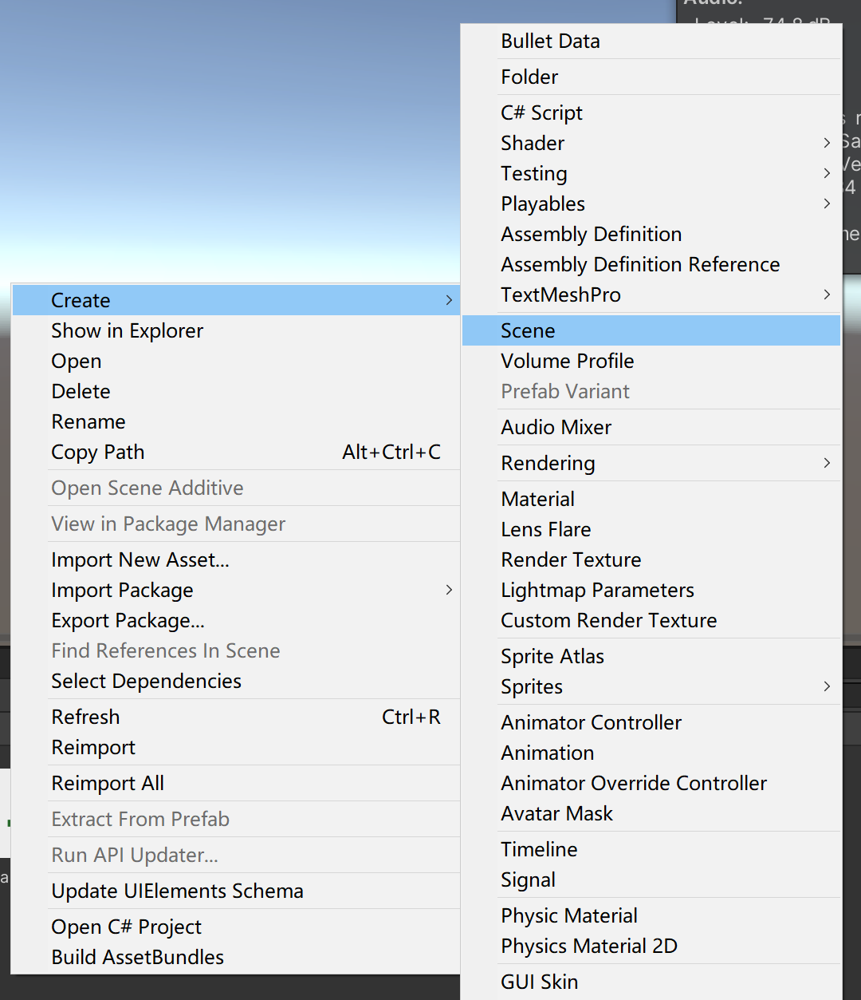 Audio:
Level: -74.8 dB
Bullet Data
Folder
C# Script
Shader
Testing
Playables
Assembly Definition
Assembly Definition Reference
TextMeshPro
Scene
Volume Profile
Prefab Variant
Audio Mixer
Rendering
Material
Lens Flare
Render Texture
Lightmap Parameters
Custom Render Texture
Sprite Atlas
Sprites
Animator Controller
Animation
Animator Override Controller
Avatar Mask
Timeline
Signal
Physic Material
Physics Material 2D
GUI Skin
Create
Show in Explorer
Open
Delete
Rename
Copy Path Alt+Ctrl+C
Open Scene Additive
View in Package Manager
Import New Asset...
Import Package
Export Package...
Find References In Scene
Select Dependencies
Refresh Ctrl+R
Reimport
Reimport All
Extract From Prefab
Run API Updater...
Update UIElements Schema
Open C# Project
Build AssetBundles